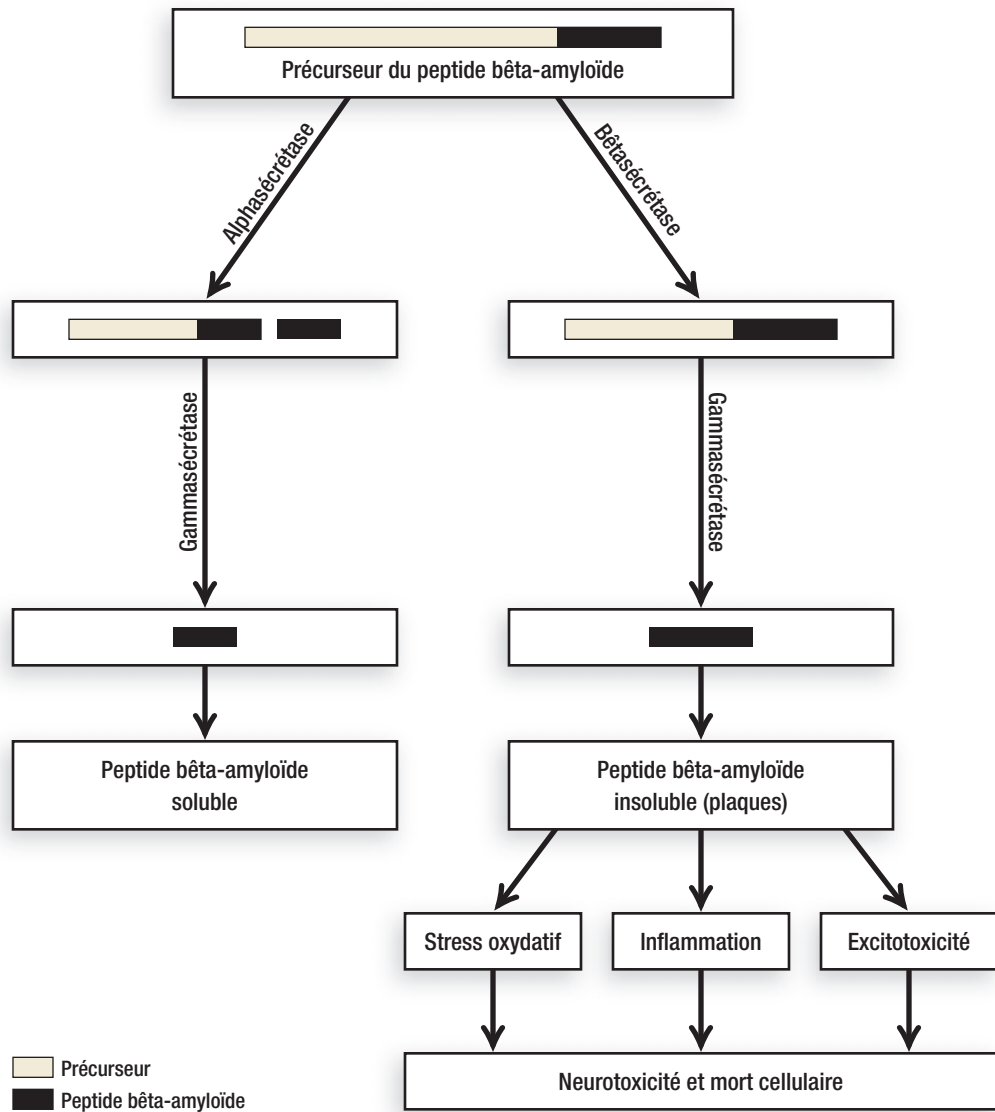 Précurseur du peptide bêta-amyloïde
Alphasécrétase
Bêtasécrétase
Gammasécrétase
Gammasécrétase
Peptide bêta-amyloïde
soluble
Peptide bêta-amyloïde
insoluble (plaques)
Stress oxydatif
Inflammation
Excitotoxicité
Neurotoxicité et mort cellulaire
Précurseur
Peptide bêta-amyloïde